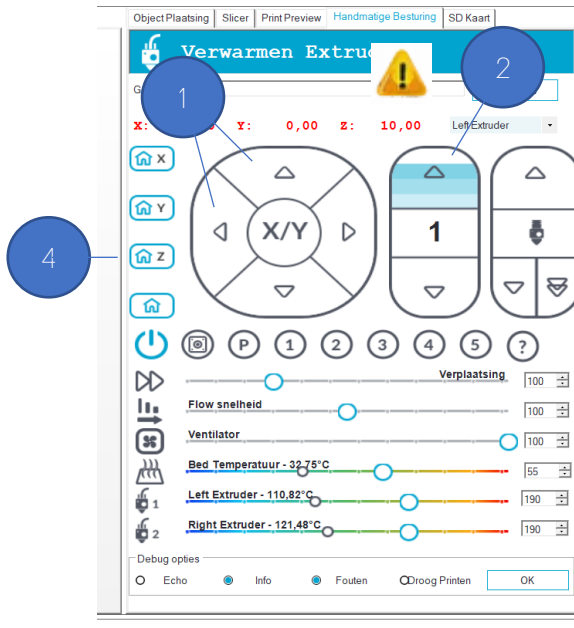 Object Plaatsing Slicer Print Preview Handmatige Besturing SD Kaart
Verwarmen Extru
G
1
2
X: 0 Y: 0,00 Z: 10,00 Left Extruder
X
Y
4
Z
X/Y
1
P 1 2 3 4 5 ?
Verplaatsing 100
Flow snelheid 100
Ventilator 100
Bed Temperatuur - 32,75°C 55
1 Left Extruder - 110,82°C 190
2 Right Extruder - 121,48°C 190
Debug opties
Echo Info Fouten Droog Printen OK